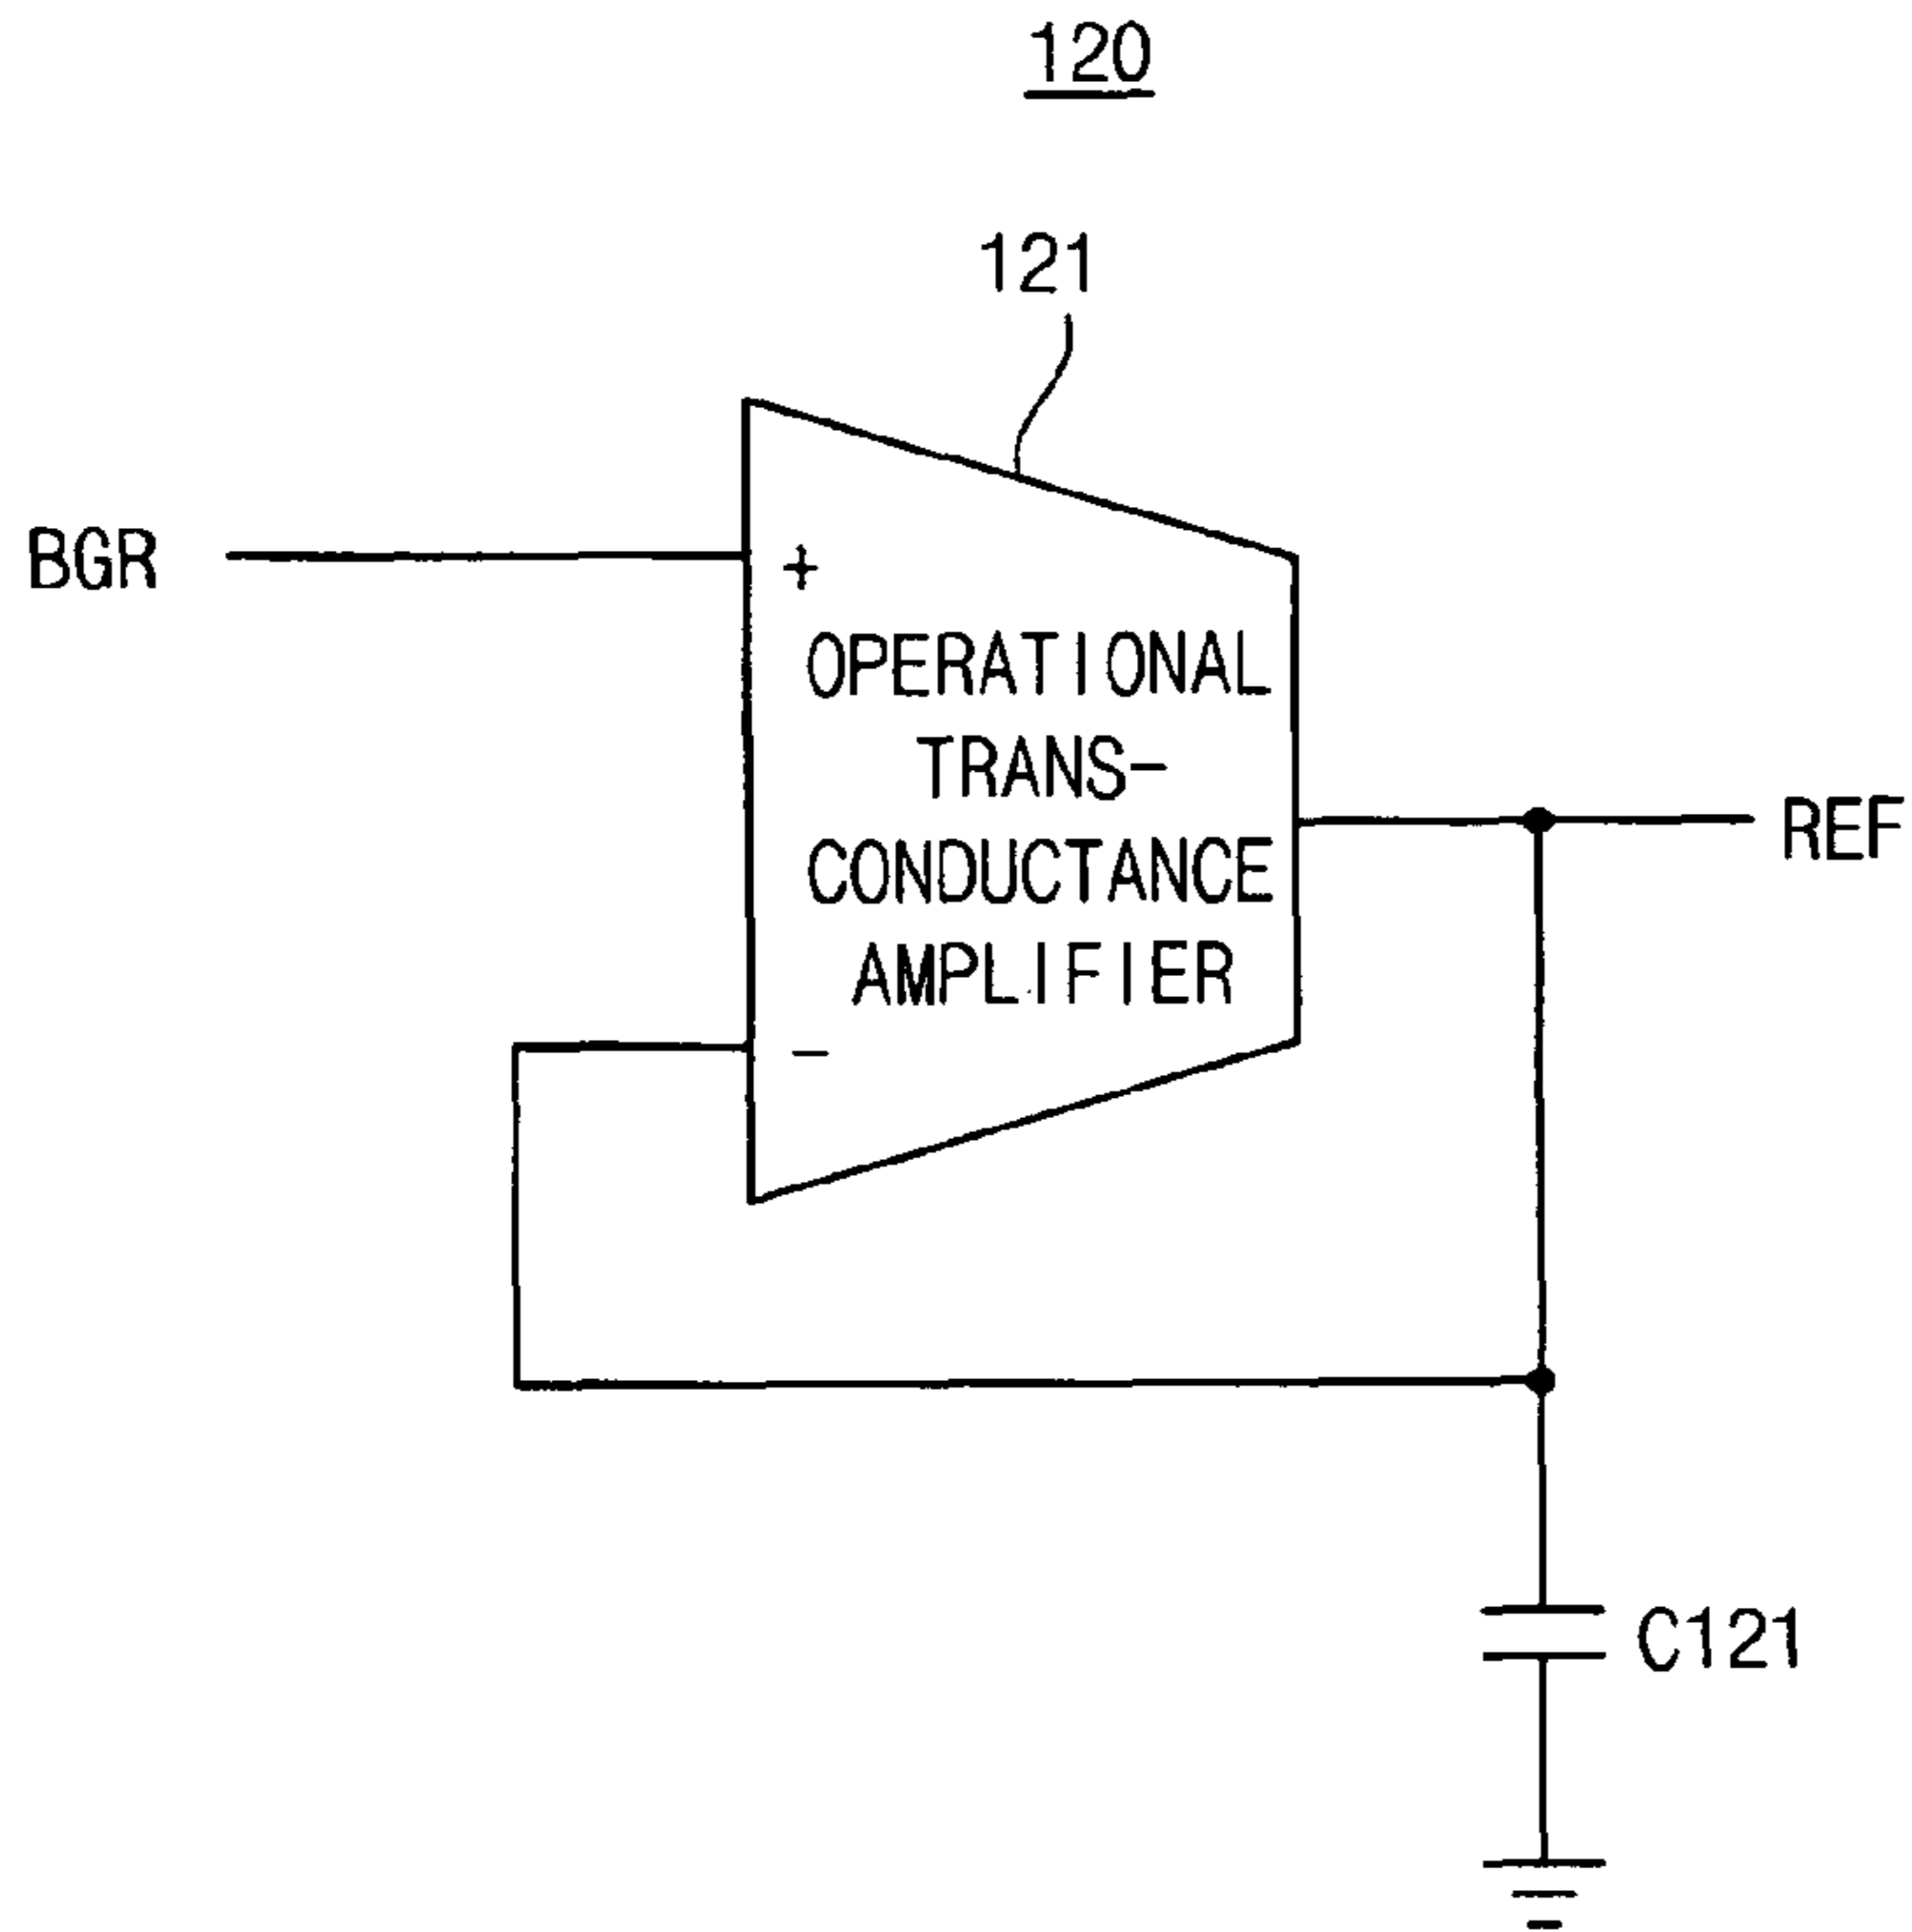 120
121
BGR
+
OPERATIONAL
TRANS-
CONDUCTANCE
AMPLIFIER
-
REF
C121